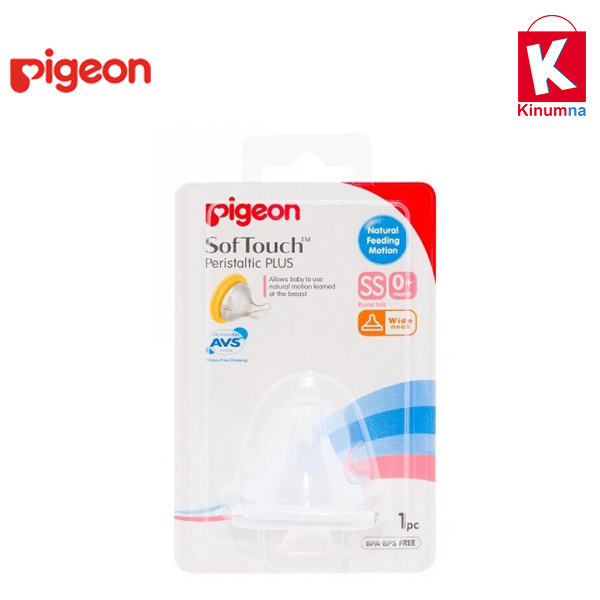 pigeon
K
Kinumna
pigeon
SofTouch™
Peristaltic PLUS
Allows baby to use
natural motion learned
at the breast.
Natural
Feeding
Motion
SS
0+
month
Round hole
Wide
neck
AVS
1pc
BPA·BPS FREE